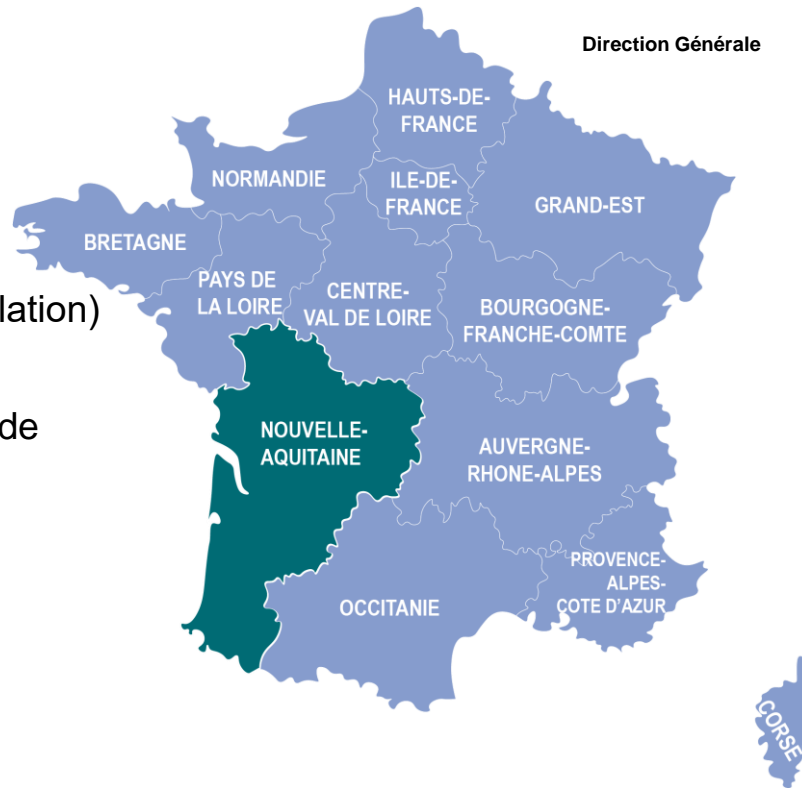 Direction Générale
HAUTS-DE-
FRANCE
NORMANDIE
ILE-DE-
FRANCE
GRAND-EST
BRETAGNE
PAYS DE
LA LOIRE
CENTRE-
VAL DE LOIRE
BOURGOGNE-
FRANCHE-COMTE
lation)
de
NOUVELLE-
AQUITAINE
AUVERGNE-
RHONE-ALPES
PROVENCE-
ALPES-
COTE D'AZUR
OCCITANIE
CORSE